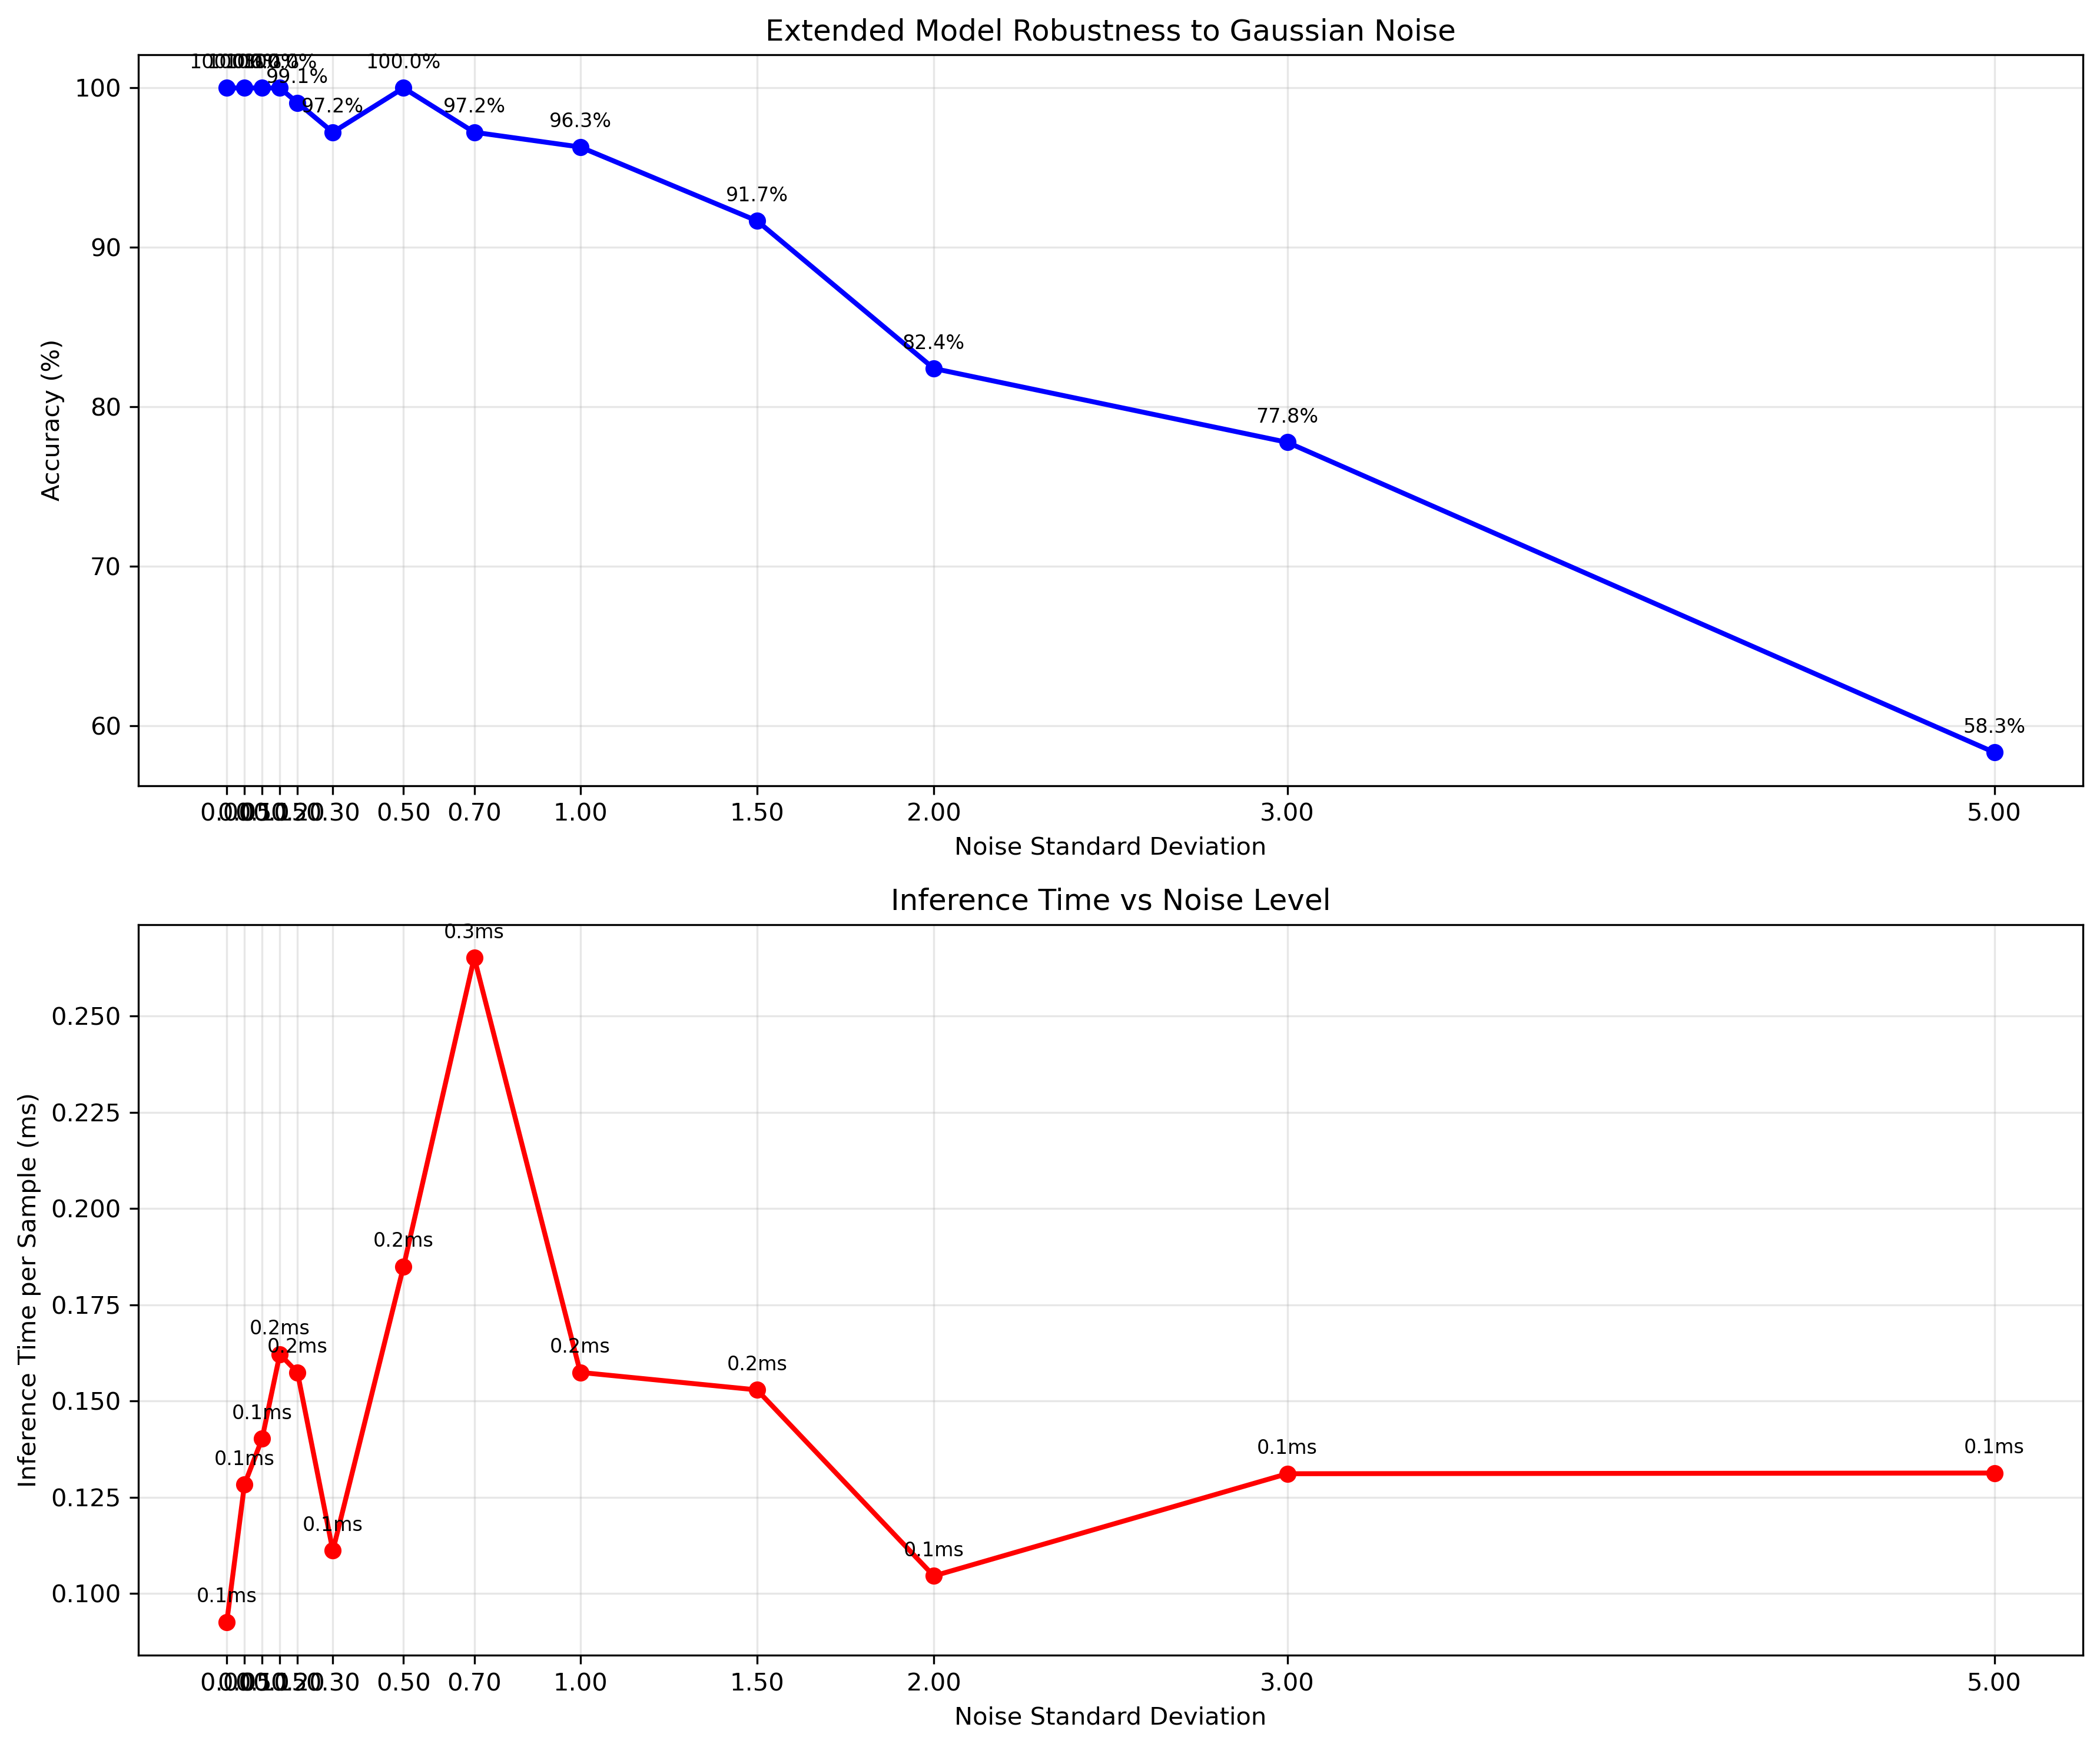 Extended Model Robustness to Gaussian Noise
100.0%
99.1%
97.2%
100.0%
97.2%
96.3%
91.7%
82.4%
77.8%
58.3%
100
90
80
70
60
Accuracy (%)
0.30 0.50 0.70 1.00 1.50 2.00 3.00 5.00
Noise Standard Deviation
Inference Time vs Noise Level
0.3ms
0.2ms
0.2ms
0.2ms
0.2ms
0.2ms
0.1ms
0.1ms
0.1ms
0.1ms
0.1ms
0.1ms
0.1ms
0.250
0.225
0.200
0.175
0.150
0.125
0.100
Inference Time per Sample (ms)
0.30 0.50 0.70 1.00 1.50 2.00 3.00 5.00
Noise Standard Deviation